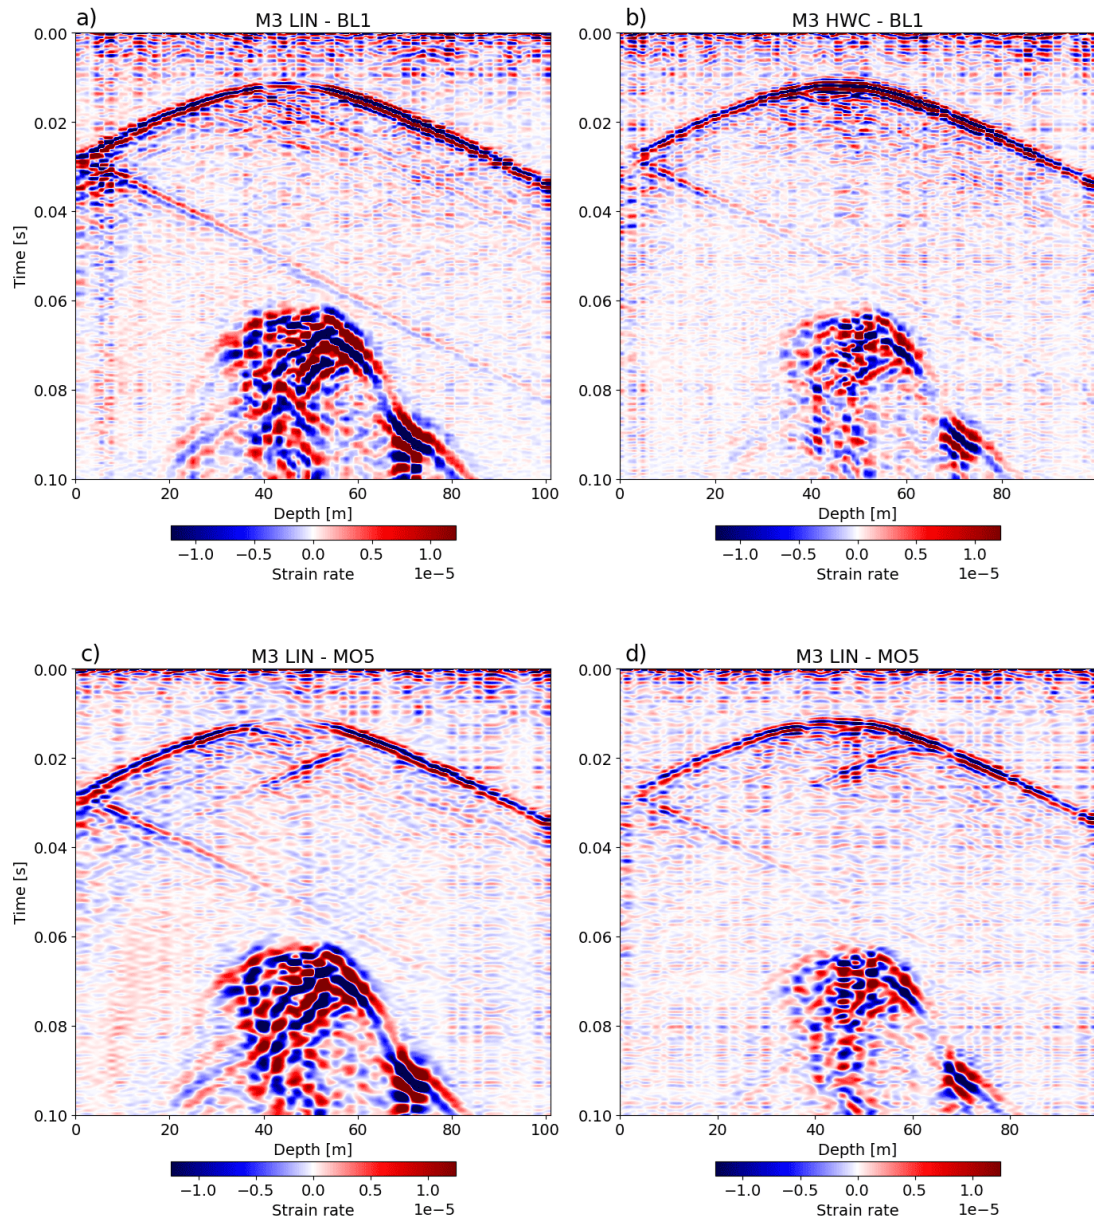 a) M3 LIN - BL1
0.00
0.02
0.04
0.06
0.08
0.10
Time [s]
0 20 40 60 80 100
Depth [m]
−1.0 −0.5 0.0 0.5 1.0
Strain rate 1e−5
b) M3 HWC - BL1
0.00
0.02
0.04
0.06
0.08
0.10
0 20 40 60 80
Depth [m]
−1.0 −0.5 0.0 0.5 1.0
Strain rate 1e−5
c) M3 LIN - MO5
0.00
0.02
0.04
0.06
0.08
0.10
Time [s]
0 20 40 60 80 100
Depth [m]
−1.0 −0.5 0.0 0.5 1.0
Strain rate 1e−5
d) M3 LIN - MO5
0.00
0.02
0.04
0.06
0.08
0.10
0 20 40 60 80
Depth [m]
−1.0 −0.5 0.0 0.5 1.0
Strain rate 1e−5